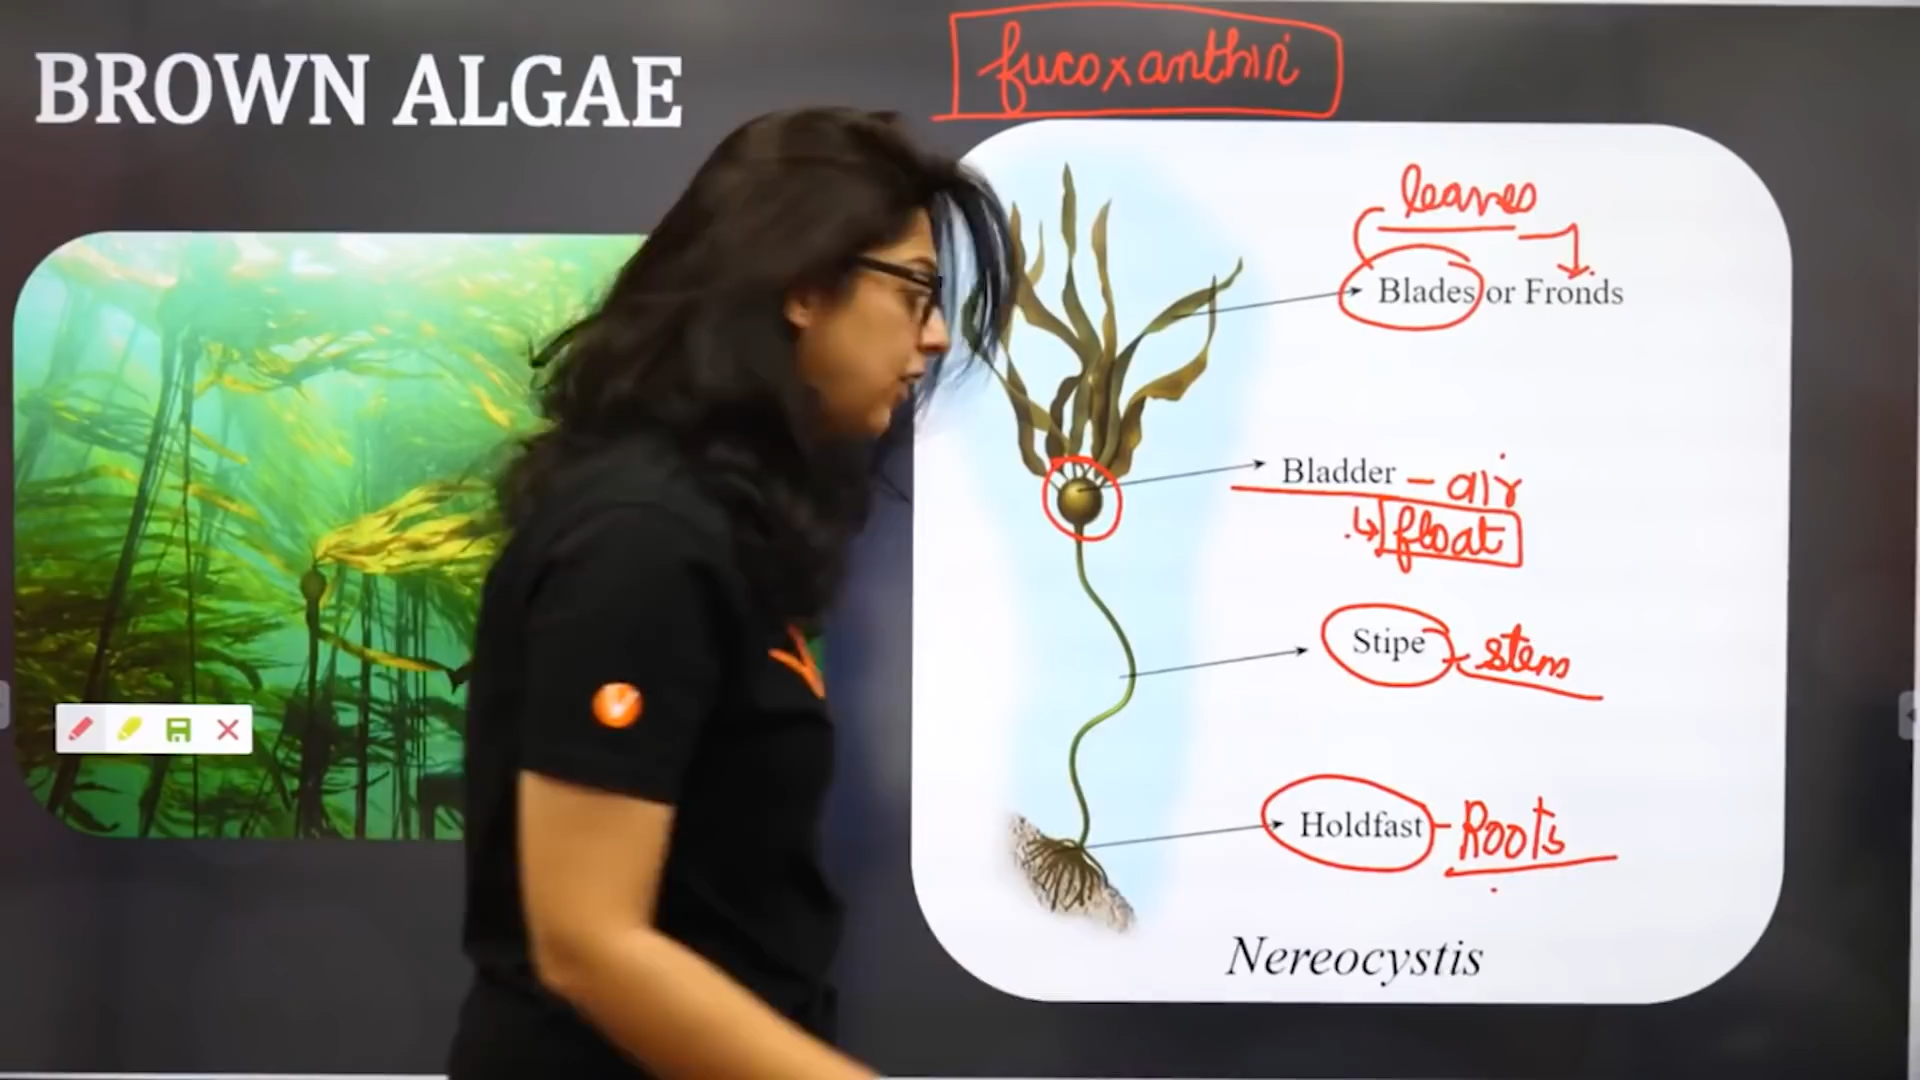 BROWN ALGAE
fucoxanthin
leaves
Blades or Fronds
Bladder - air
↳ float
Stipe - stem
Holdfast - Roots
Nereocystis